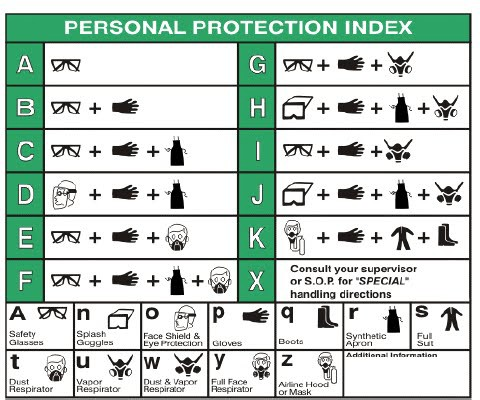 PERSONAL PROTECTION INDEX
A
G
B + H + + +
C + + I + +
D + + J + + +
E + + K + + +
F + + + X Consult your supervisor
or S.O.P. for "SPECIAL"
handling directions
A Safety
Glasses
n Splash
Goggles
o Face Shield &
Eye Protection
p Gloves
q Boots
r Synthetic
Apron
s Full
Suit
t Dust
Respirator
u Vapor
Respirator
w Dust & Vapor
Respirator
y Full Face
Respirator
z Airline Hood
or Mask
Additional Information